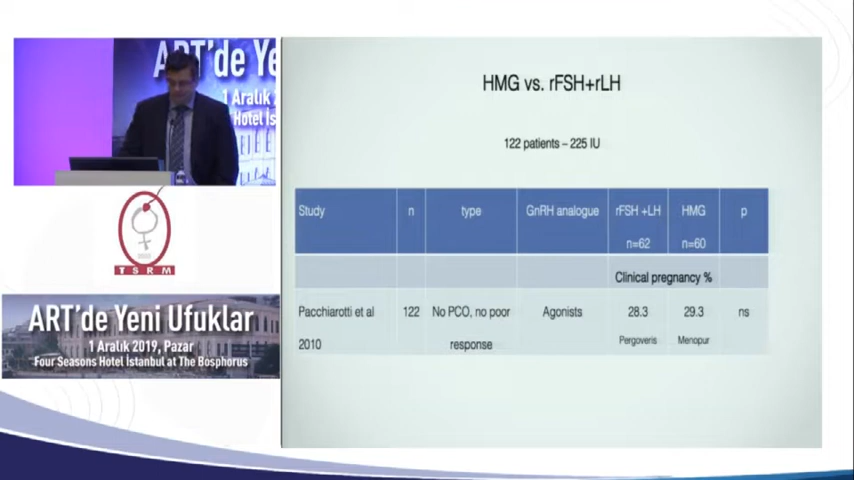 ART'de Ye
1 Aralık
Hotel İs
TSRM
ART'de Yeni Ufuklar
1 Aralık 2019, Pazar
Four Seasons Hotel İstanbul at The Bosphorus
HMG vs. rFSH+rLH
122 patients – 225 IU
Study n type GnRH analogue rFSH +LH HMG p
n=62 n=60
Clinical pregnancy %
Pacchiarotti et al 122 No PCO, no poor Agonists 28.3 29.3 ns
2010 response Pergoveris Menopur